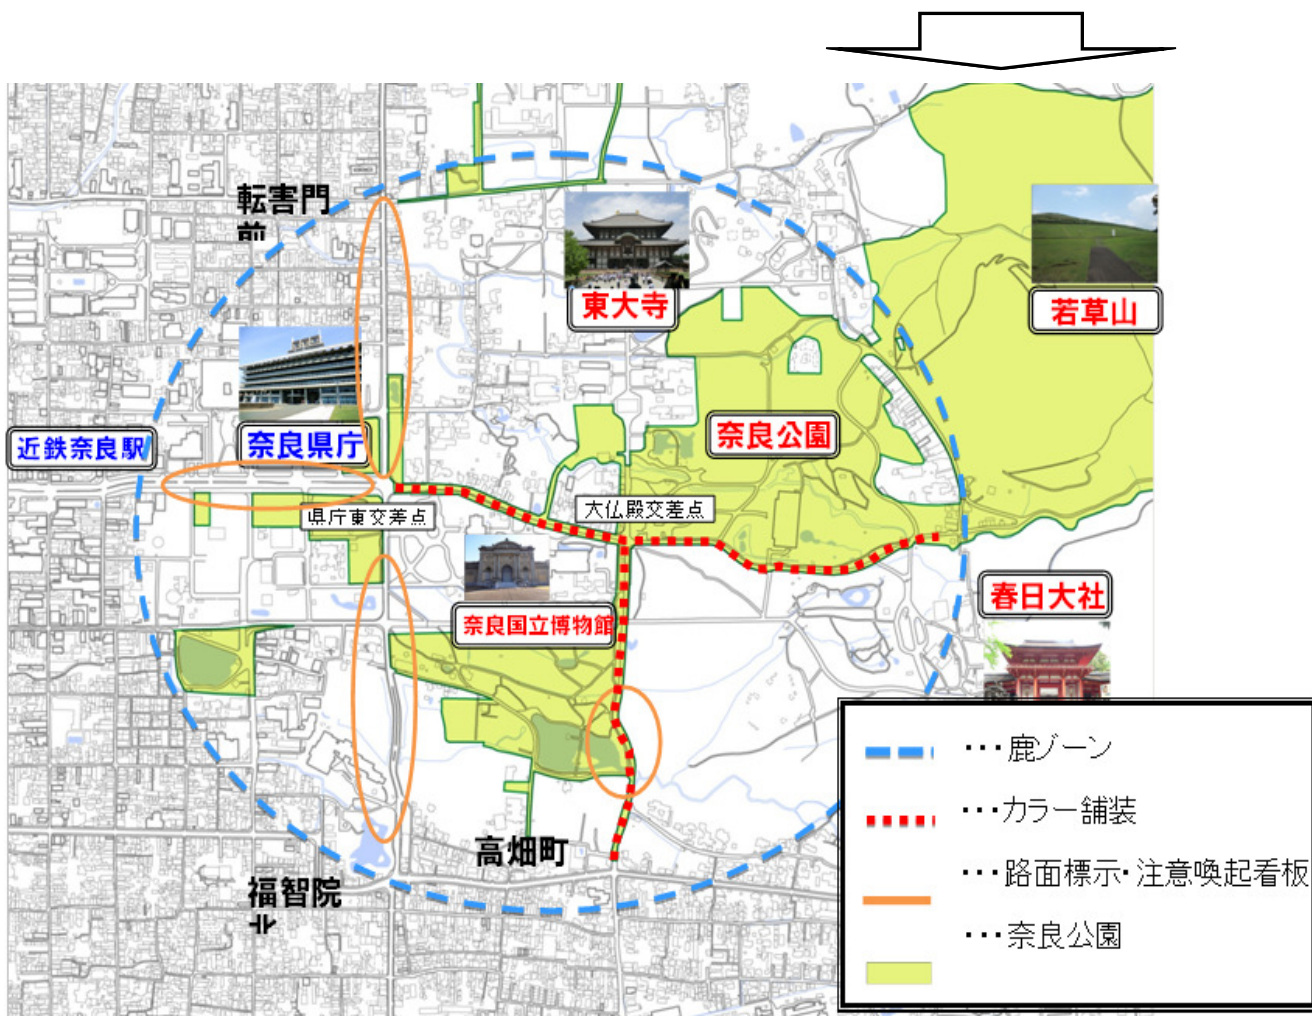 転害門
前
東大寺
若草山
近鉄奈良駅
奈良県庁
奈良公園
県庁東交差点
大仏殿交差点
奈良国立博物館
春日大社
高畑町
福智院
北
･･･鹿ゾーン
･･･カラー舗装
･･･路面標示･注意喚起看板
･･･奈良公園